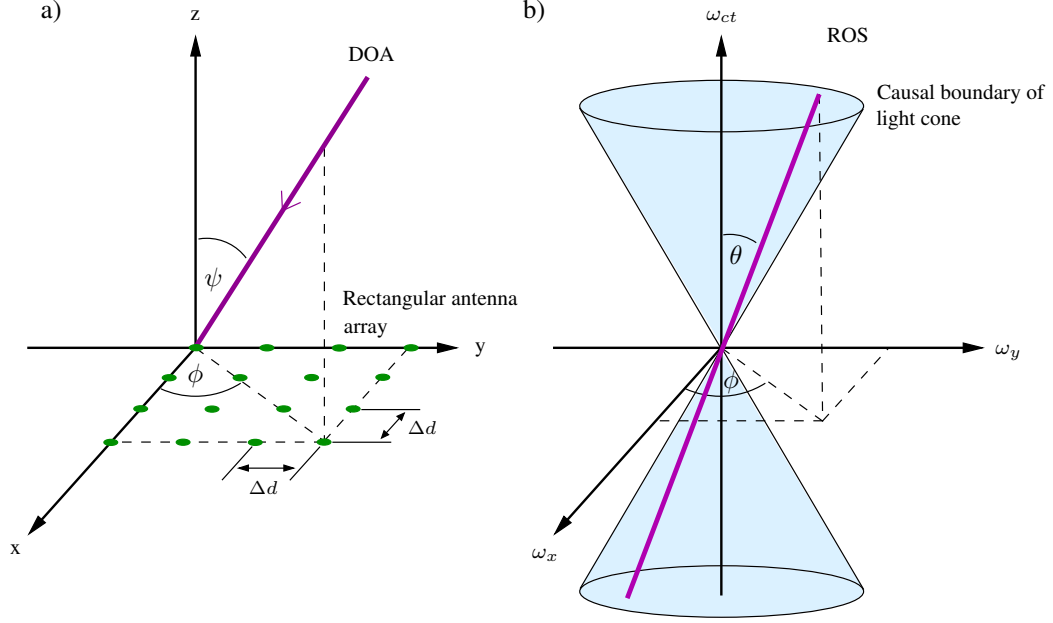 a)
z
DOA
ψ
Rectangular antenna
array
y
ϕ
Δd
Δd
x
b)
ω_ct
ROS
Causal boundary of
light cone
θ
ω_y
ϕ
ω_x